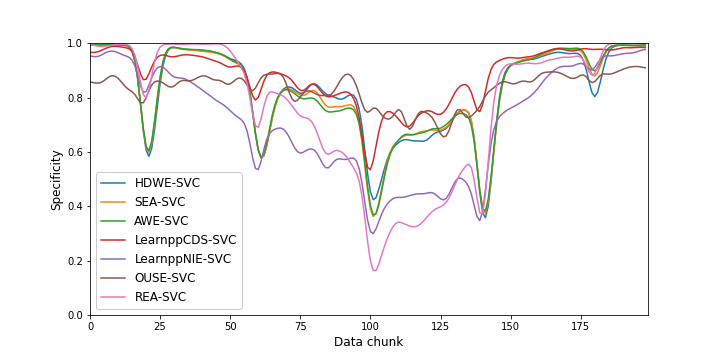 1.0
0.8
0.6
0.4
0.2
0.0
Specificity
HDWE-SVC
SEA-SVC
AWE-SVC
LearnppCDS-SVC
LearnppNIE-SVC
OUSE-SVC
REA-SVC
0 25 50 75 100 125 150 175
Data chunk